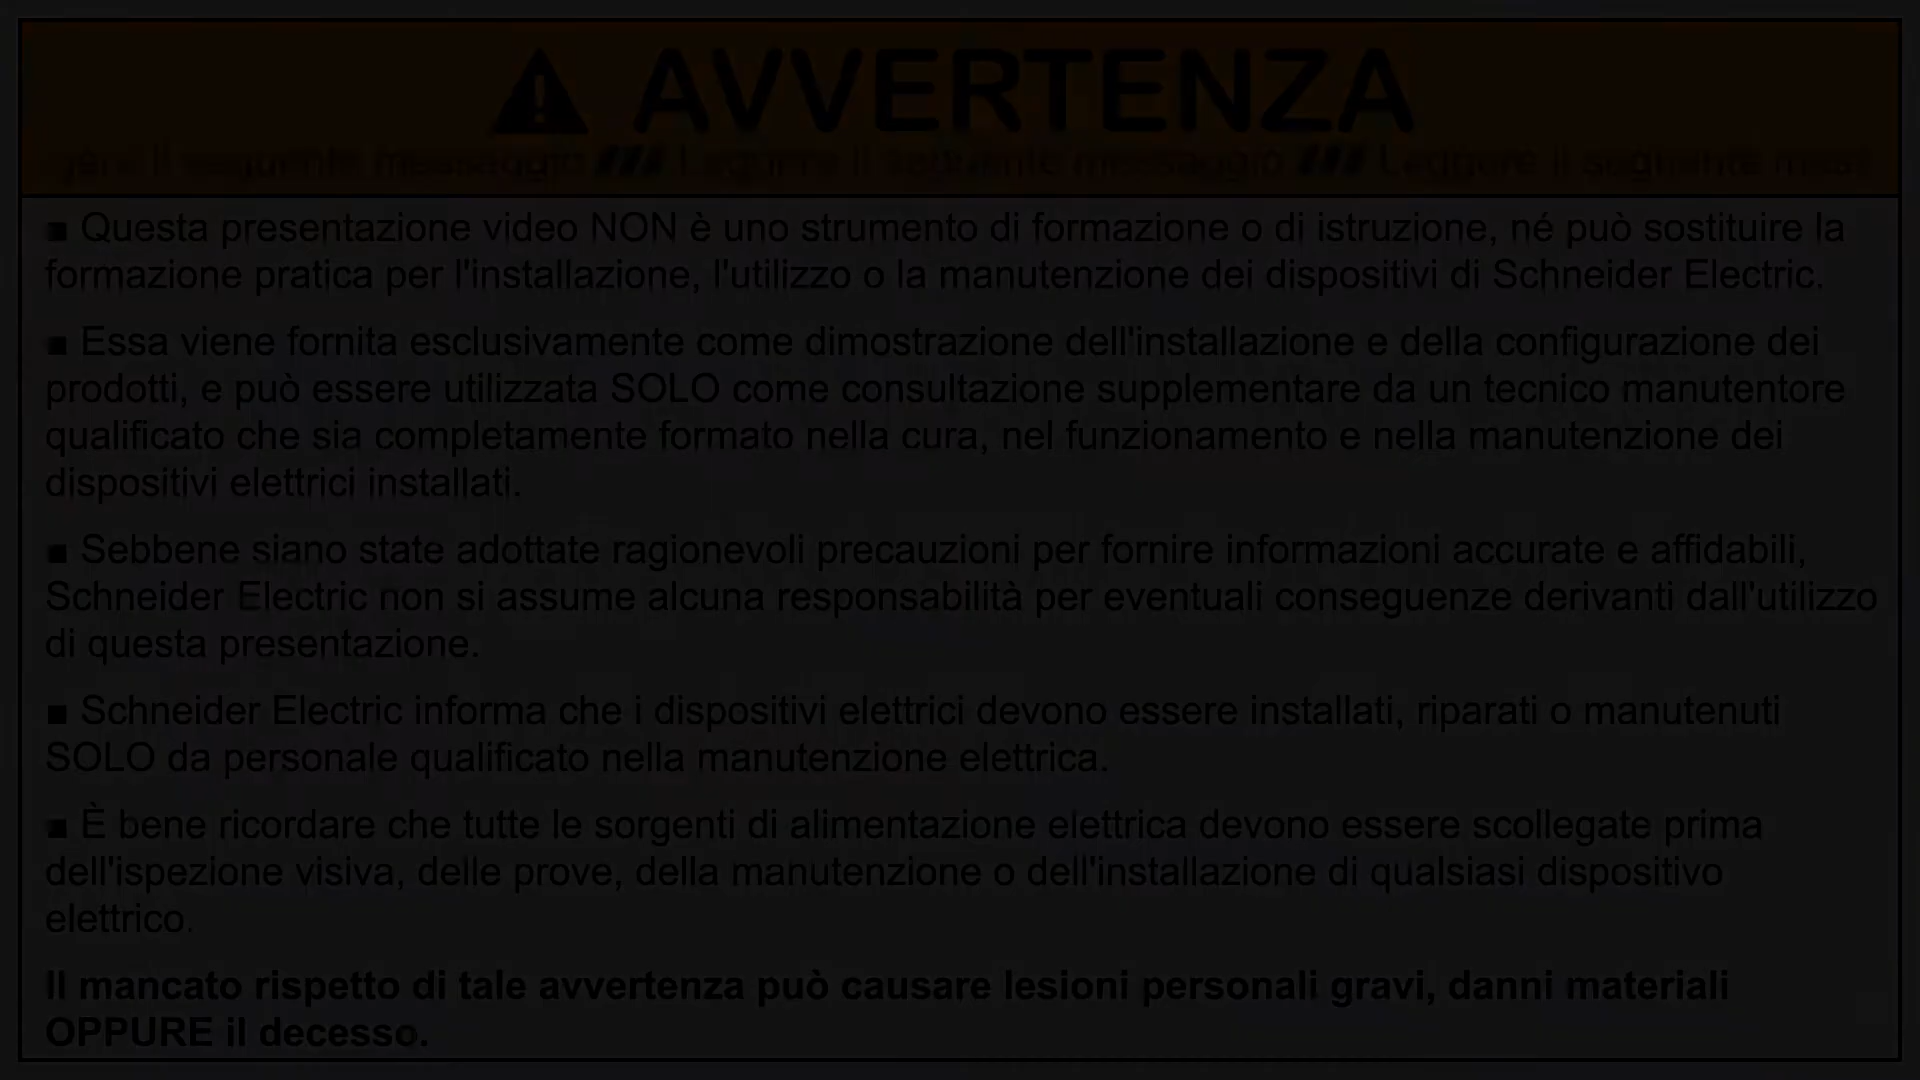 AVVERTENZA
gere il seguente messaggio /// Leggere il seguente messaggio /// Leggere il seguente mess
■ Questa presentazione video NON è uno strumento di formazione o di istruzione, né può sostituire la
formazione pratica per l'installazione, l'utilizzo o la manutenzione dei dispositivi di Schneider Electric.
■ Essa viene fornita esclusivamente come dimostrazione dell'installazione e della configurazione dei
prodotti, e può essere utilizzata SOLO come consultazione supplementare da un tecnico manutentore
qualificato che sia completamente formato nella cura, nel funzionamento e nella manutenzione dei
dispositivi elettrici installati.
■ Sebbene siano state adottate ragionevoli precauzioni per fornire informazioni accurate e affidabili,
Schneider Electric non si assume alcuna responsabilità per eventuali conseguenze derivanti dall'utilizzo
di questa presentazione.
■ Schneider Electric informa che i dispositivi elettrici devono essere installati, riparati o manutenuti
SOLO da personale qualificato nella manutenzione elettrica.
■ È bene ricordare che tutte le sorgenti di alimentazione elettrica devono essere scollegate prima
dell'ispezione visiva, delle prove, della manutenzione o dell'installazione di qualsiasi dispositivo
elettrico.
Il mancato rispetto di tale avvertenza può causare lesioni personali gravi, danni materiali
OPPURE il decesso.